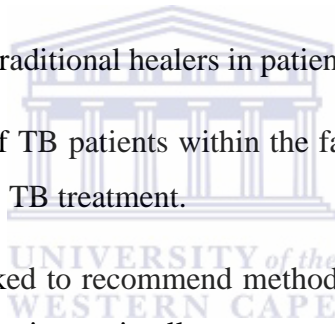 raditional healers in patien
f TB patients within the fa
TB treatment.
UNIVERSITY of the
ked to recommend method
WESTERN CAPE